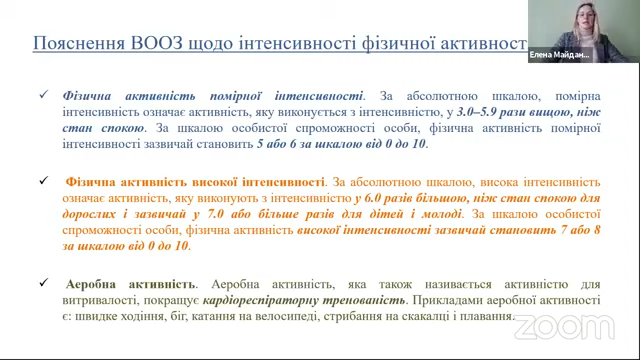 Пояснення ВООЗ щодо інтенсивності фізичної активност
Елена Майдан...
✓ Фізична активність помірної інтенсивності. За абсолютною шкалою, помірна
інтенсивність означає активність, яку виконується з інтенсивністю, у 3.0–5.9 рази вищою, ніж
стан спокою. За шкалою особистої спроможності особи, фізична активність помірної
інтенсивності зазвичай становить 5 або 6 за шкалою від 0 до 10.
✓ Фізична активність високої інтенсивності. За абсолютною шкалою, висока інтенсивність
означає активність, яку виконують з інтенсивністю у 6.0 разів більшою, ніж стан спокою для
дорослих і зазвичай у 7.0 або більше разів для дітей і молоді. За шкалою особистої
спроможності особи, фізична активність високої інтенсивності зазвичай становить 7 або 8
за шкалою від 0 до 10.
✓ Аеробна активність. Аеробна активність, яка також називається активністю для
витривалості, покращує кардіореспіраторну тренованість. Прикладами аеробної активності
є: швидке ходіння, біг, катання на велосипеді, стрибання на скакалці і плавання.
zoom